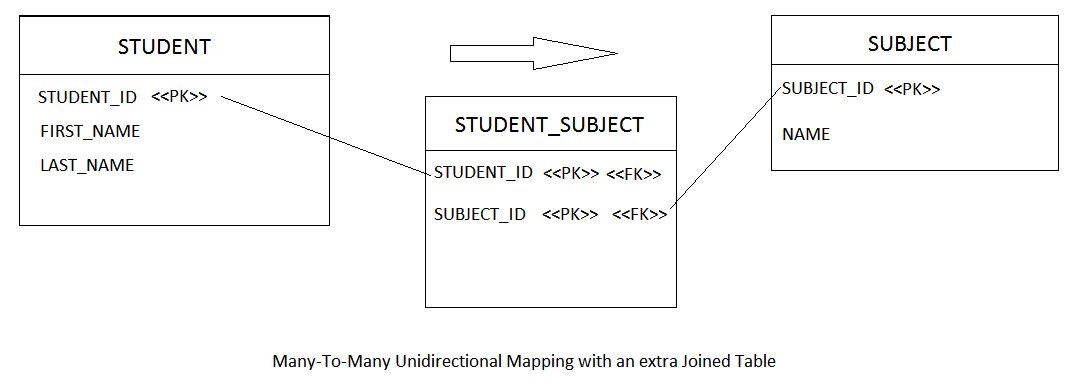 STUDENT
STUDENT_ID <<PK>>
FIRST_NAME
LAST_NAME
STUDENT_SUBJECT
STUDENT_ID <<PK>> <<FK>>
SUBJECT_ID <<PK>> <<FK>>
SUBJECT
SUBJECT_ID <<PK>>
NAME
Many-To-Many Unidirectional Mapping with an extra Joined Table